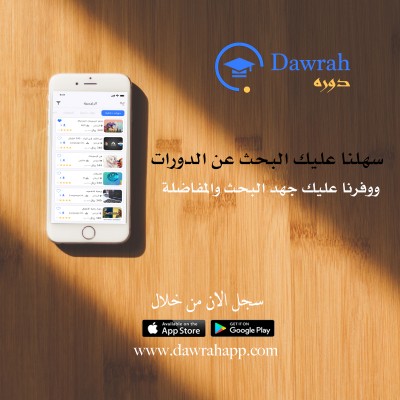 Dawrah
دوره
سهلنا عليك البحث عن الدورات
ووفرنا عليك جهد البحث والمفاضلة
سجل الآن من خلال
Available on the
App Store
GET IT ON
Google Play
www.dawrahapp.com